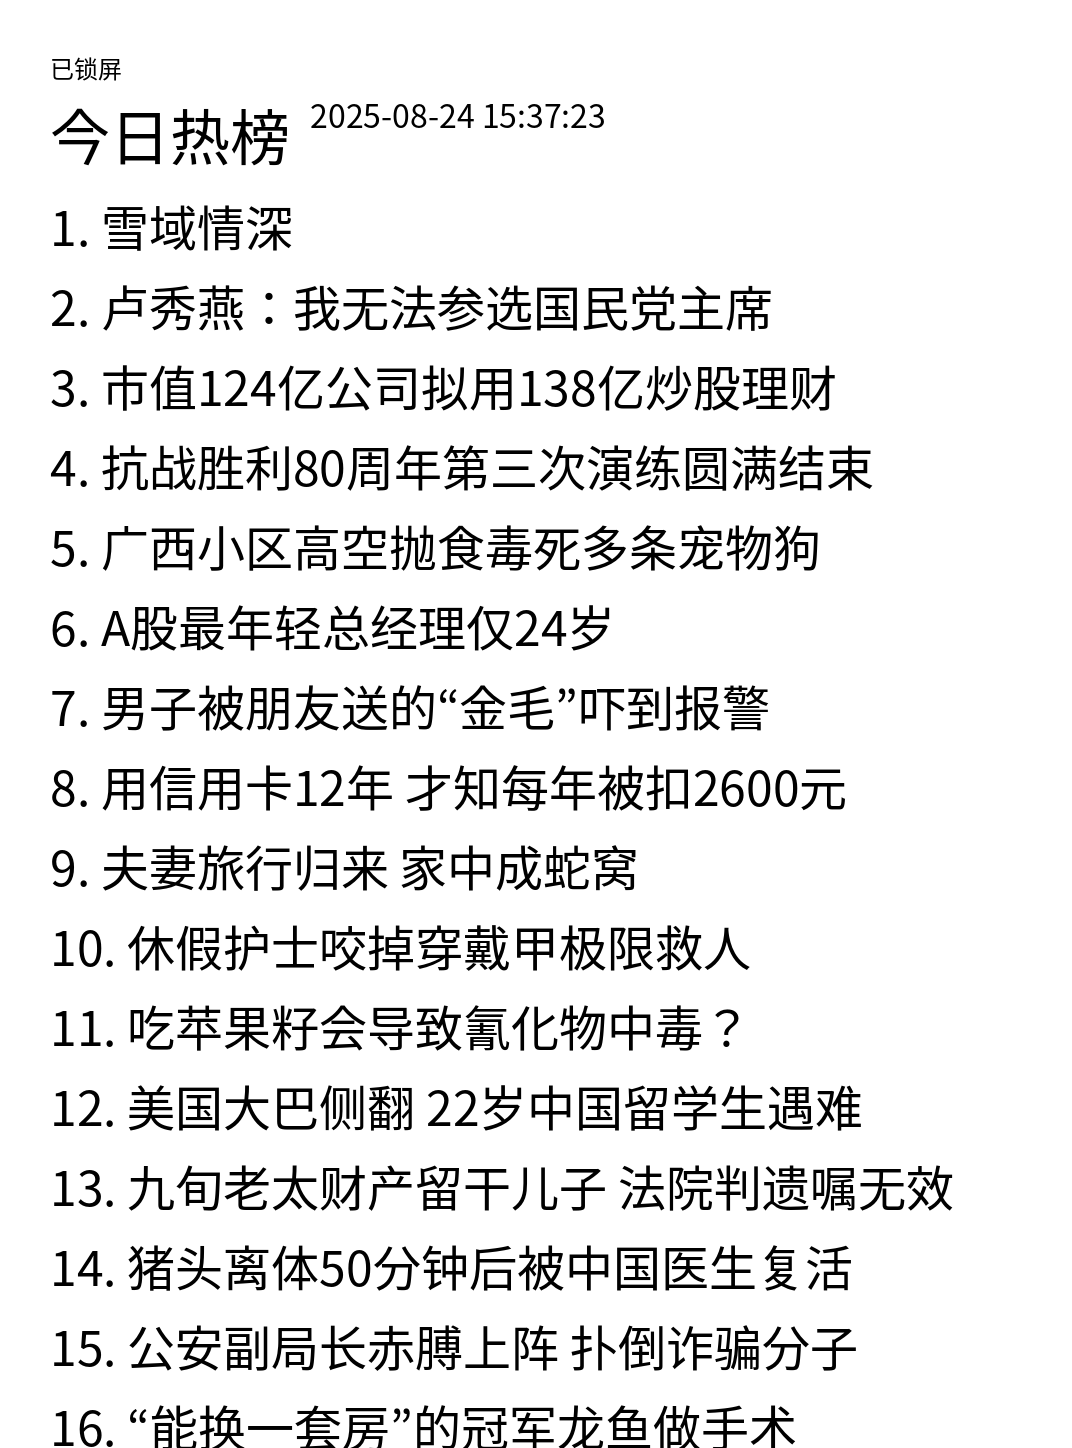 已锁屏
今日热榜 2025-08-24 15:37:23
1. 雪域情深
2. 卢秀燕：我无法参选国民党主席
3. 市值124亿公司拟用138亿炒股理财
4. 抗战胜利80周年第三次演练圆满结束
5. 广西小区高空抛食毒死多条宠物狗
6. A股最年轻总经理仅24岁
7. 男子被朋友送的“金毛”吓到报警
8. 用信用卡12年 才知每年被扣2600元
9. 夫妻旅行归来 家中成蛇窝
10. 休假护士咬掉穿戴甲极限救人
11. 吃苹果籽会导致氰化物中毒？
12. 美国大巴侧翻 22岁中国留学生遇难
13. 九旬老太财产留干儿子 法院判遗嘱无效
14. 猪头离体50分钟后被中国医生复活
15. 公安副局长赤膊上阵 扑倒诈骗分子
16. “能换一套房”的冠军龙鱼做手术